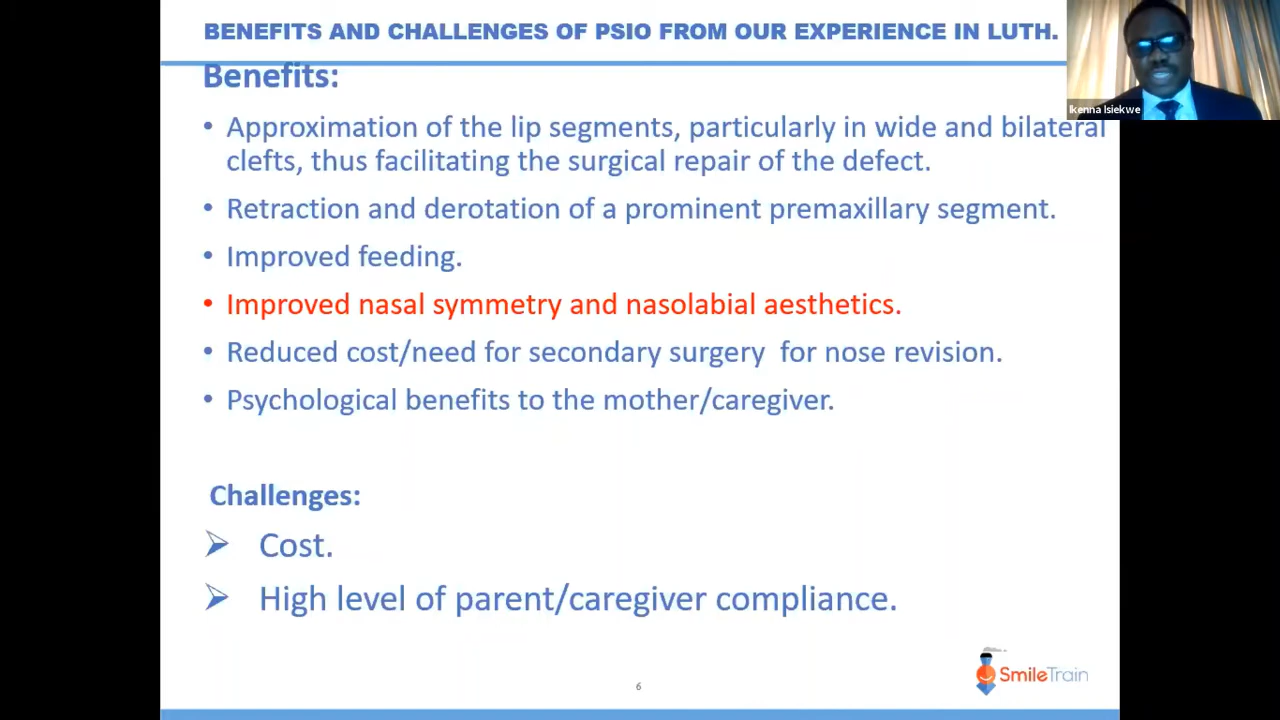 BENEFITS AND CHALLENGES OF PSIO FROM OUR EXPERIENCE IN LUTH.
Ikenna Isiekwe
Benefits:
• Approximation of the lip segments, particularly in wide and bilateral
clefts, thus facilitating the surgical repair of the defect.
• Retraction and derotation of a prominent premaxillary segment.
• Improved feeding.
• Improved nasal symmetry and nasolabial aesthetics.
• Reduced cost/need for secondary surgery for nose revision.
• Psychological benefits to the mother/caregiver.
Challenges:
➢ Cost.
➢ High level of parent/caregiver compliance.
SmileTrain
6